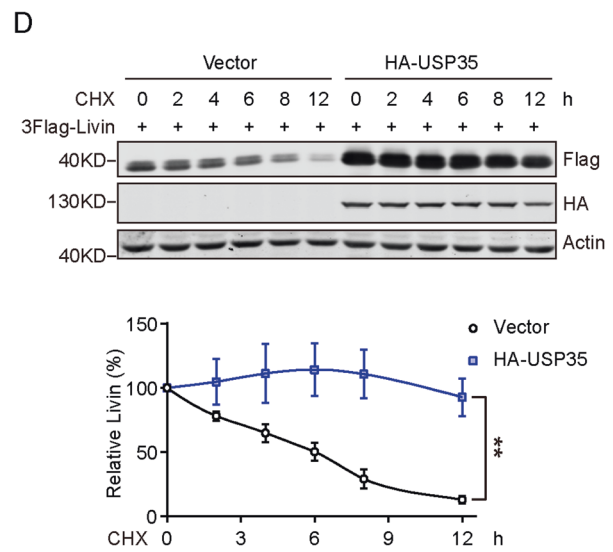 D
Vector HA-USP35
CHX 0 2 4 6 8 12 0 2 4 6 8 12 h
3Flag-Livin + + + + + + + + + + + +
40KD Flag
130KD HA
40KD Actin
150
100
50
0
Relative Livin (%)
Vector
HA-USP35
**
CHX 0 3 6 9 12 h